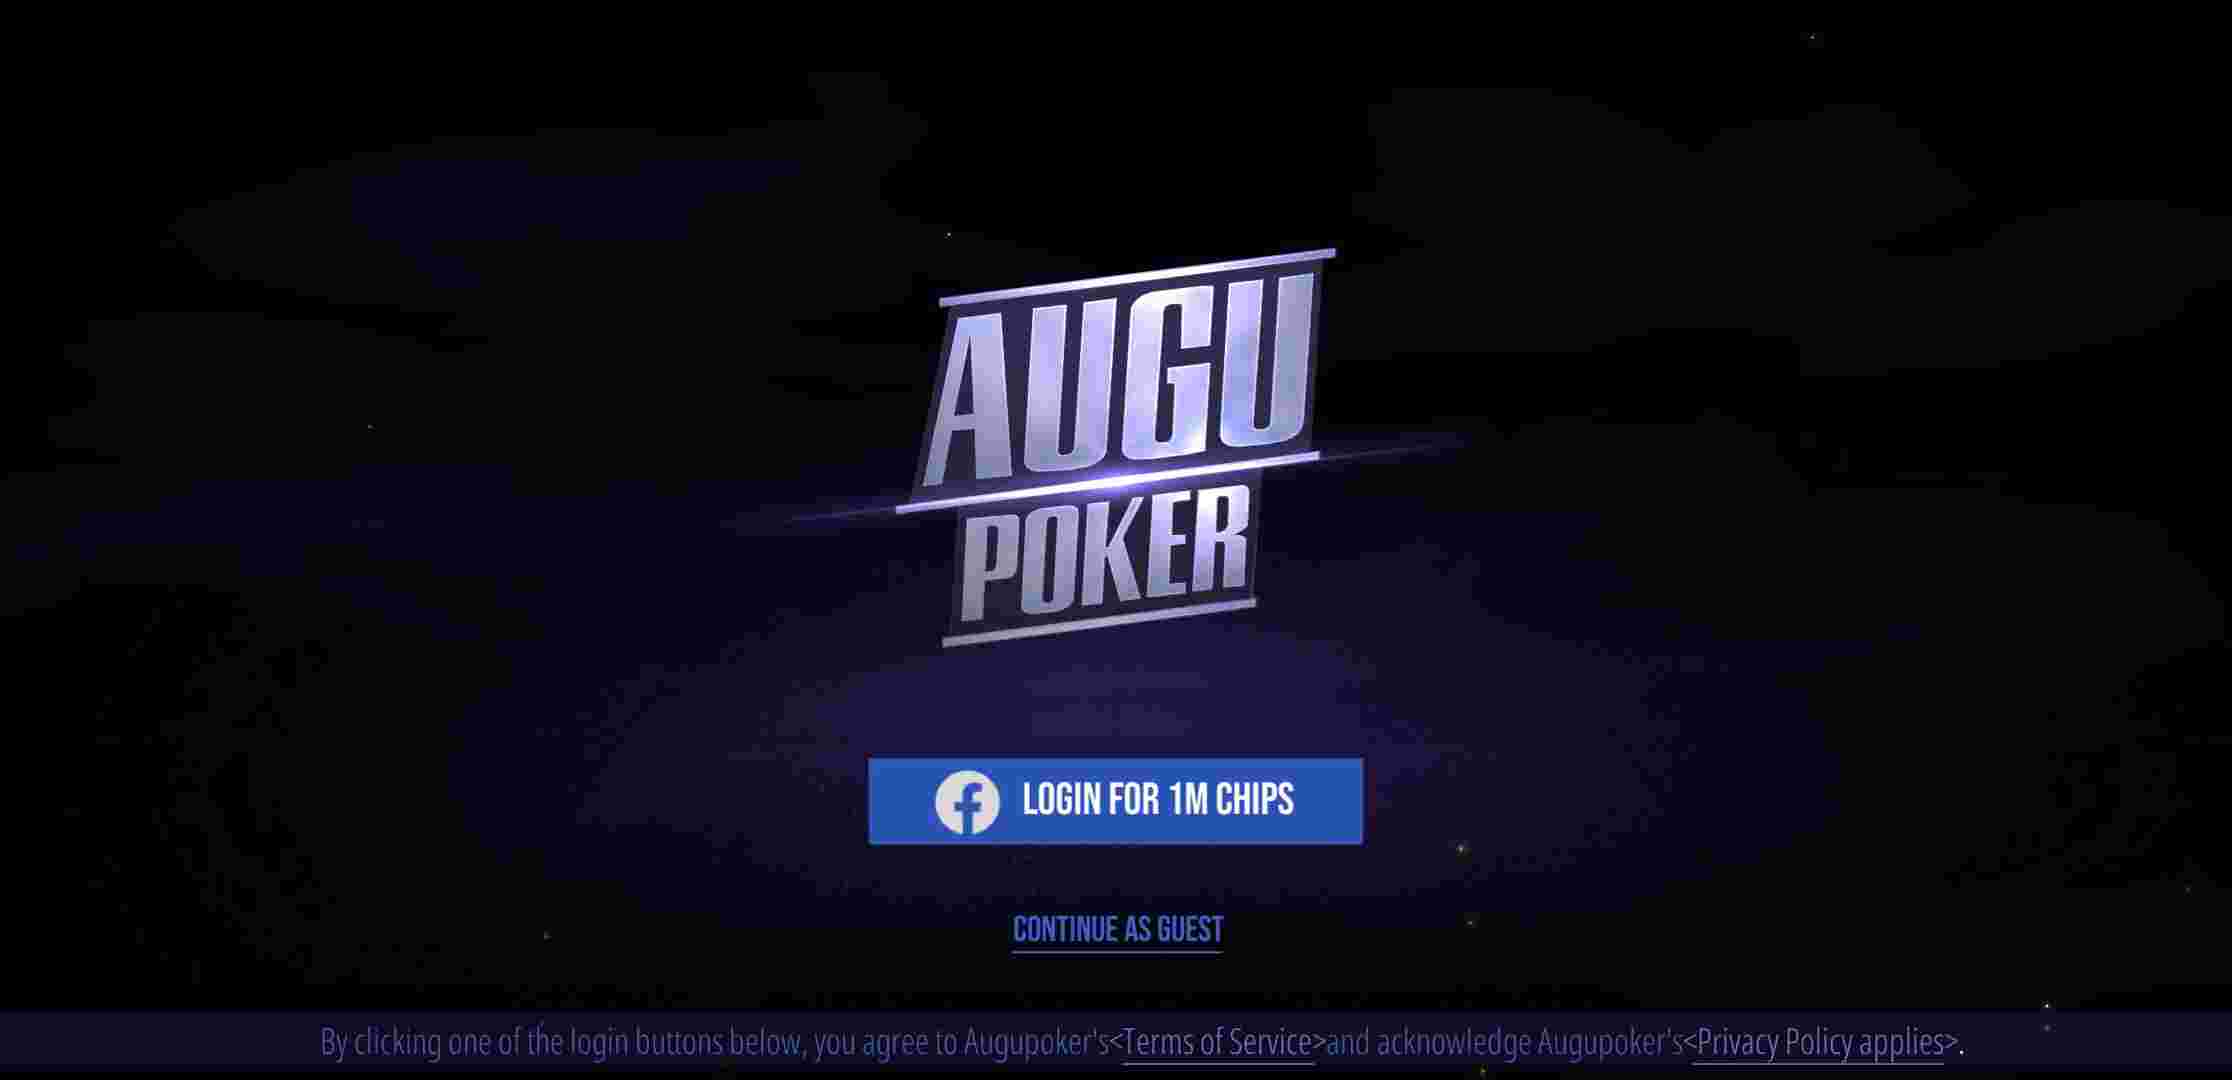 AUGU
POKER
LOGIN FOR 1M CHIPS
CONTINUE AS GUEST
By clicking one of the login buttons below, you agree to Augupoker's<Terms of Service>and acknowledge Augupoker's<Privacy Policy applies>.